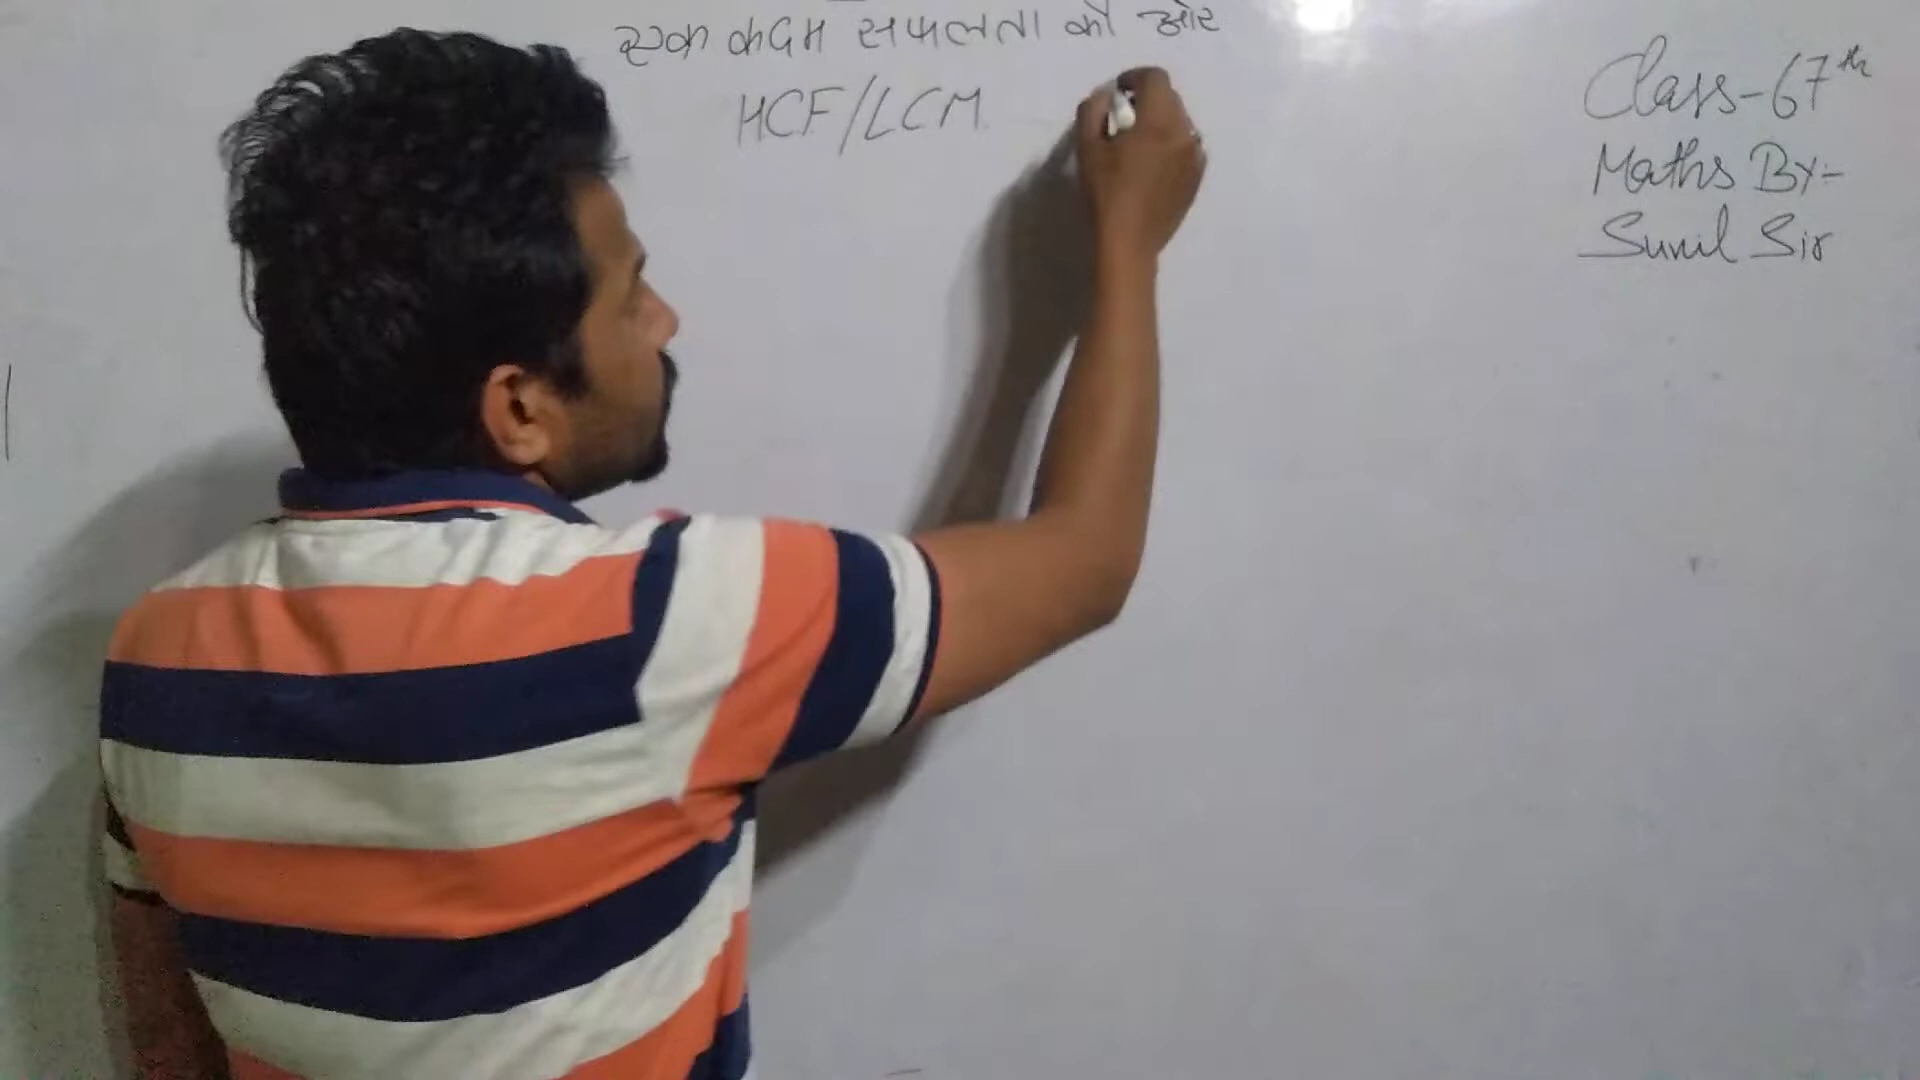 एक कदम सफलता की ओर
HCF/LCM
Class-67th
Maths By-
Sunil Sir